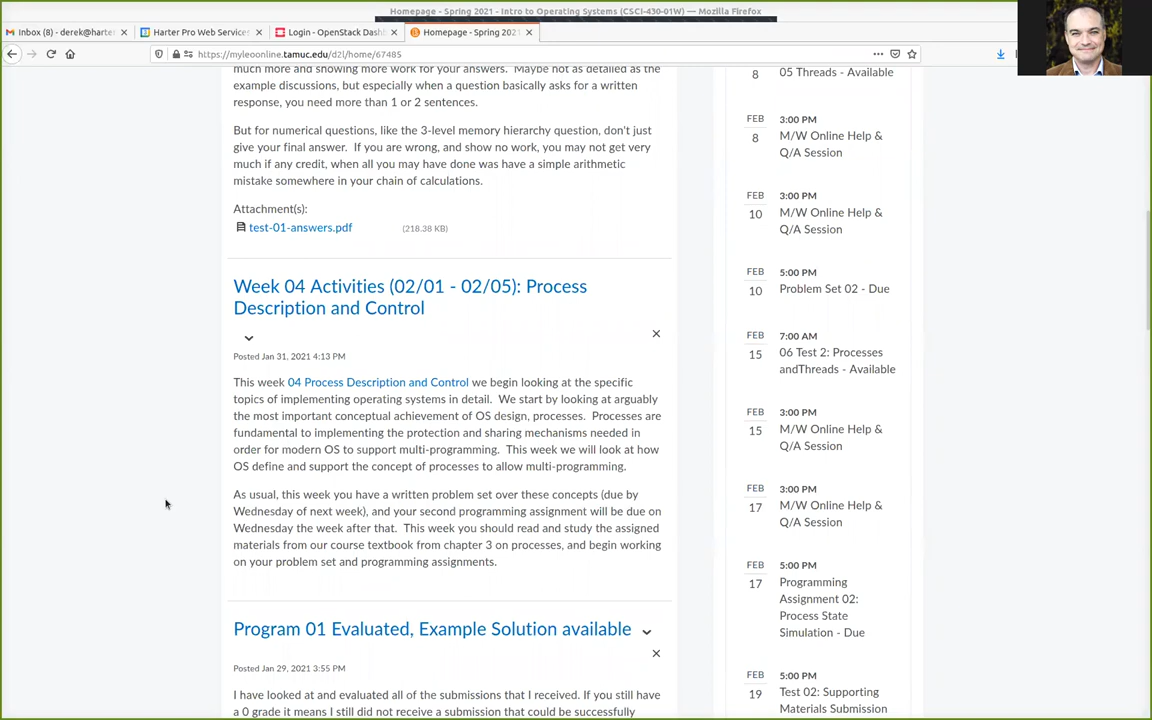 Homepage - Spring 2021 - Intro to Operating Systems (CSCI-430-01W) — Mozilla Firefox
Inbox (8) - derek@harter
Harter Pro Web Services
Login - OpenStack Dash
Homepage - Spring 2021
https://myleoonline.tamuc.edu/d2l/home/67485
much more and showing more work for your answers. Maybe not as detailed as the
example discussions, but especially when a question basically asks for a written
response, you need more than 1 or 2 sentences.
But for numerical questions, like the 3-level memory hierarchy question, don't just
give your final answer. If you are wrong, and show no work, you may not get very
much if any credit, when all you may have done was have a simple arithmetic
mistake somewhere in your chain of calculations.
Attachment(s):
test-01-answers.pdf (218.38 KB)
Week 04 Activities (02/01 - 02/05): Process
Description and Control
Posted Jan 31, 2021 4:13 PM
This week 04 Process Description and Control we begin looking at the specific
topics of implementing operating systems in detail. We start by looking at arguably
the most important conceptual achievement of OS design, processes. Processes are
fundamental to implementing the protection and sharing mechanisms needed in
order for modern OS to support multi-programming. This week we will look at how
OS define and support the concept of processes to allow multi-programming.
As usual, this week you have a written problem set over these concepts (due by
Wednesday of next week), and your second programming assignment will be due on
Wednesday the week after that. This week you should read and study the assigned
materials from our course textbook from chapter 3 on processes, and begin working
on your problem set and programming assignments.
Program 01 Evaluated, Example Solution available
Posted Jan 29, 2021 3:55 PM
I have looked at and evaluated all of the submissions that I received. If you still have
a 0 grade it means I still did not receive a submission that could be successfully
8
05 Threads - Available
FEB
8
3:00 PM
M/W Online Help &
Q/A Session
FEB
10
3:00 PM
M/W Online Help &
Q/A Session
FEB
10
5:00 PM
Problem Set 02 - Due
FEB
15
7:00 AM
06 Test 2: Processes
andThreads - Available
FEB
15
3:00 PM
M/W Online Help &
Q/A Session
FEB
17
3:00 PM
M/W Online Help &
Q/A Session
FEB
17
5:00 PM
Programming
Assignment 02:
Process State
Simulation - Due
FEB
19
5:00 PM
Test 02: Supporting
Materials Submission